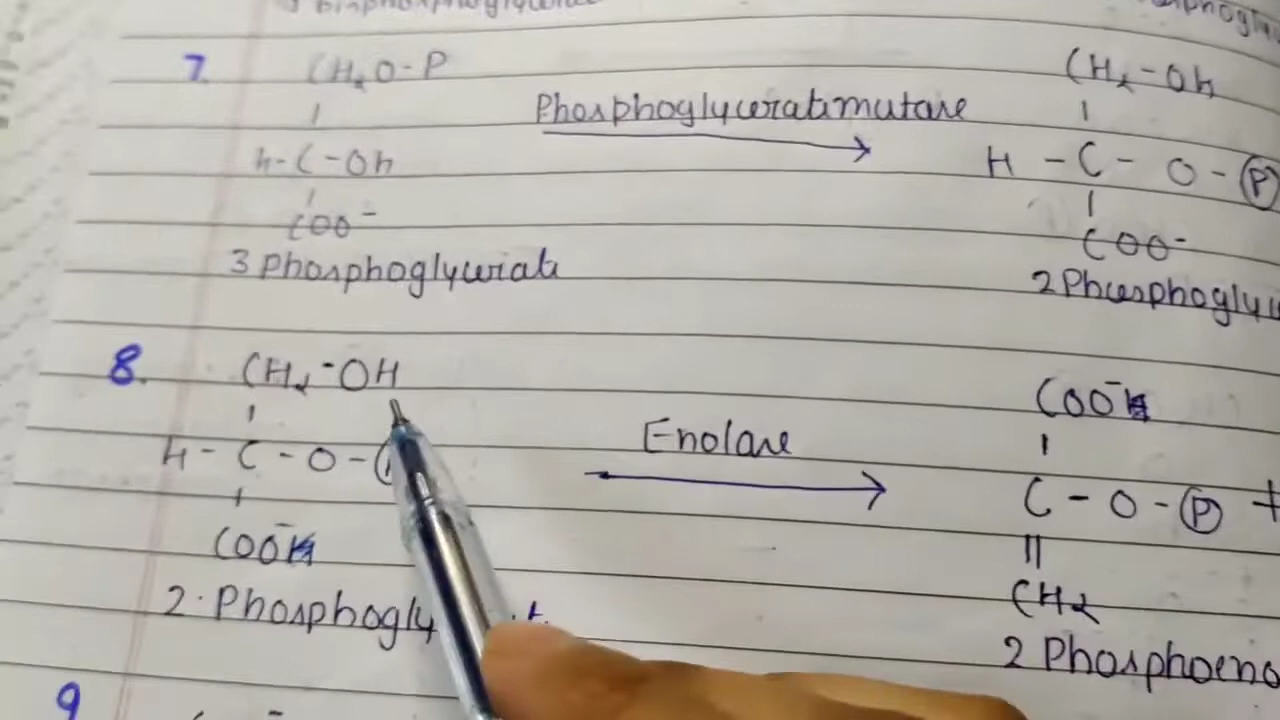 7. CH2O-P Phosphoglyceratemutase CH2-Oh
h-C-Oh H-C-O-P
COO- COO-
3 Phosphoglycerate 2 Phosphogly
8. CH2-OH COO-
h-C-O- Enolase C-O-P +
COO- CH2
2. Phosphogly 2 Phosphoeno
9